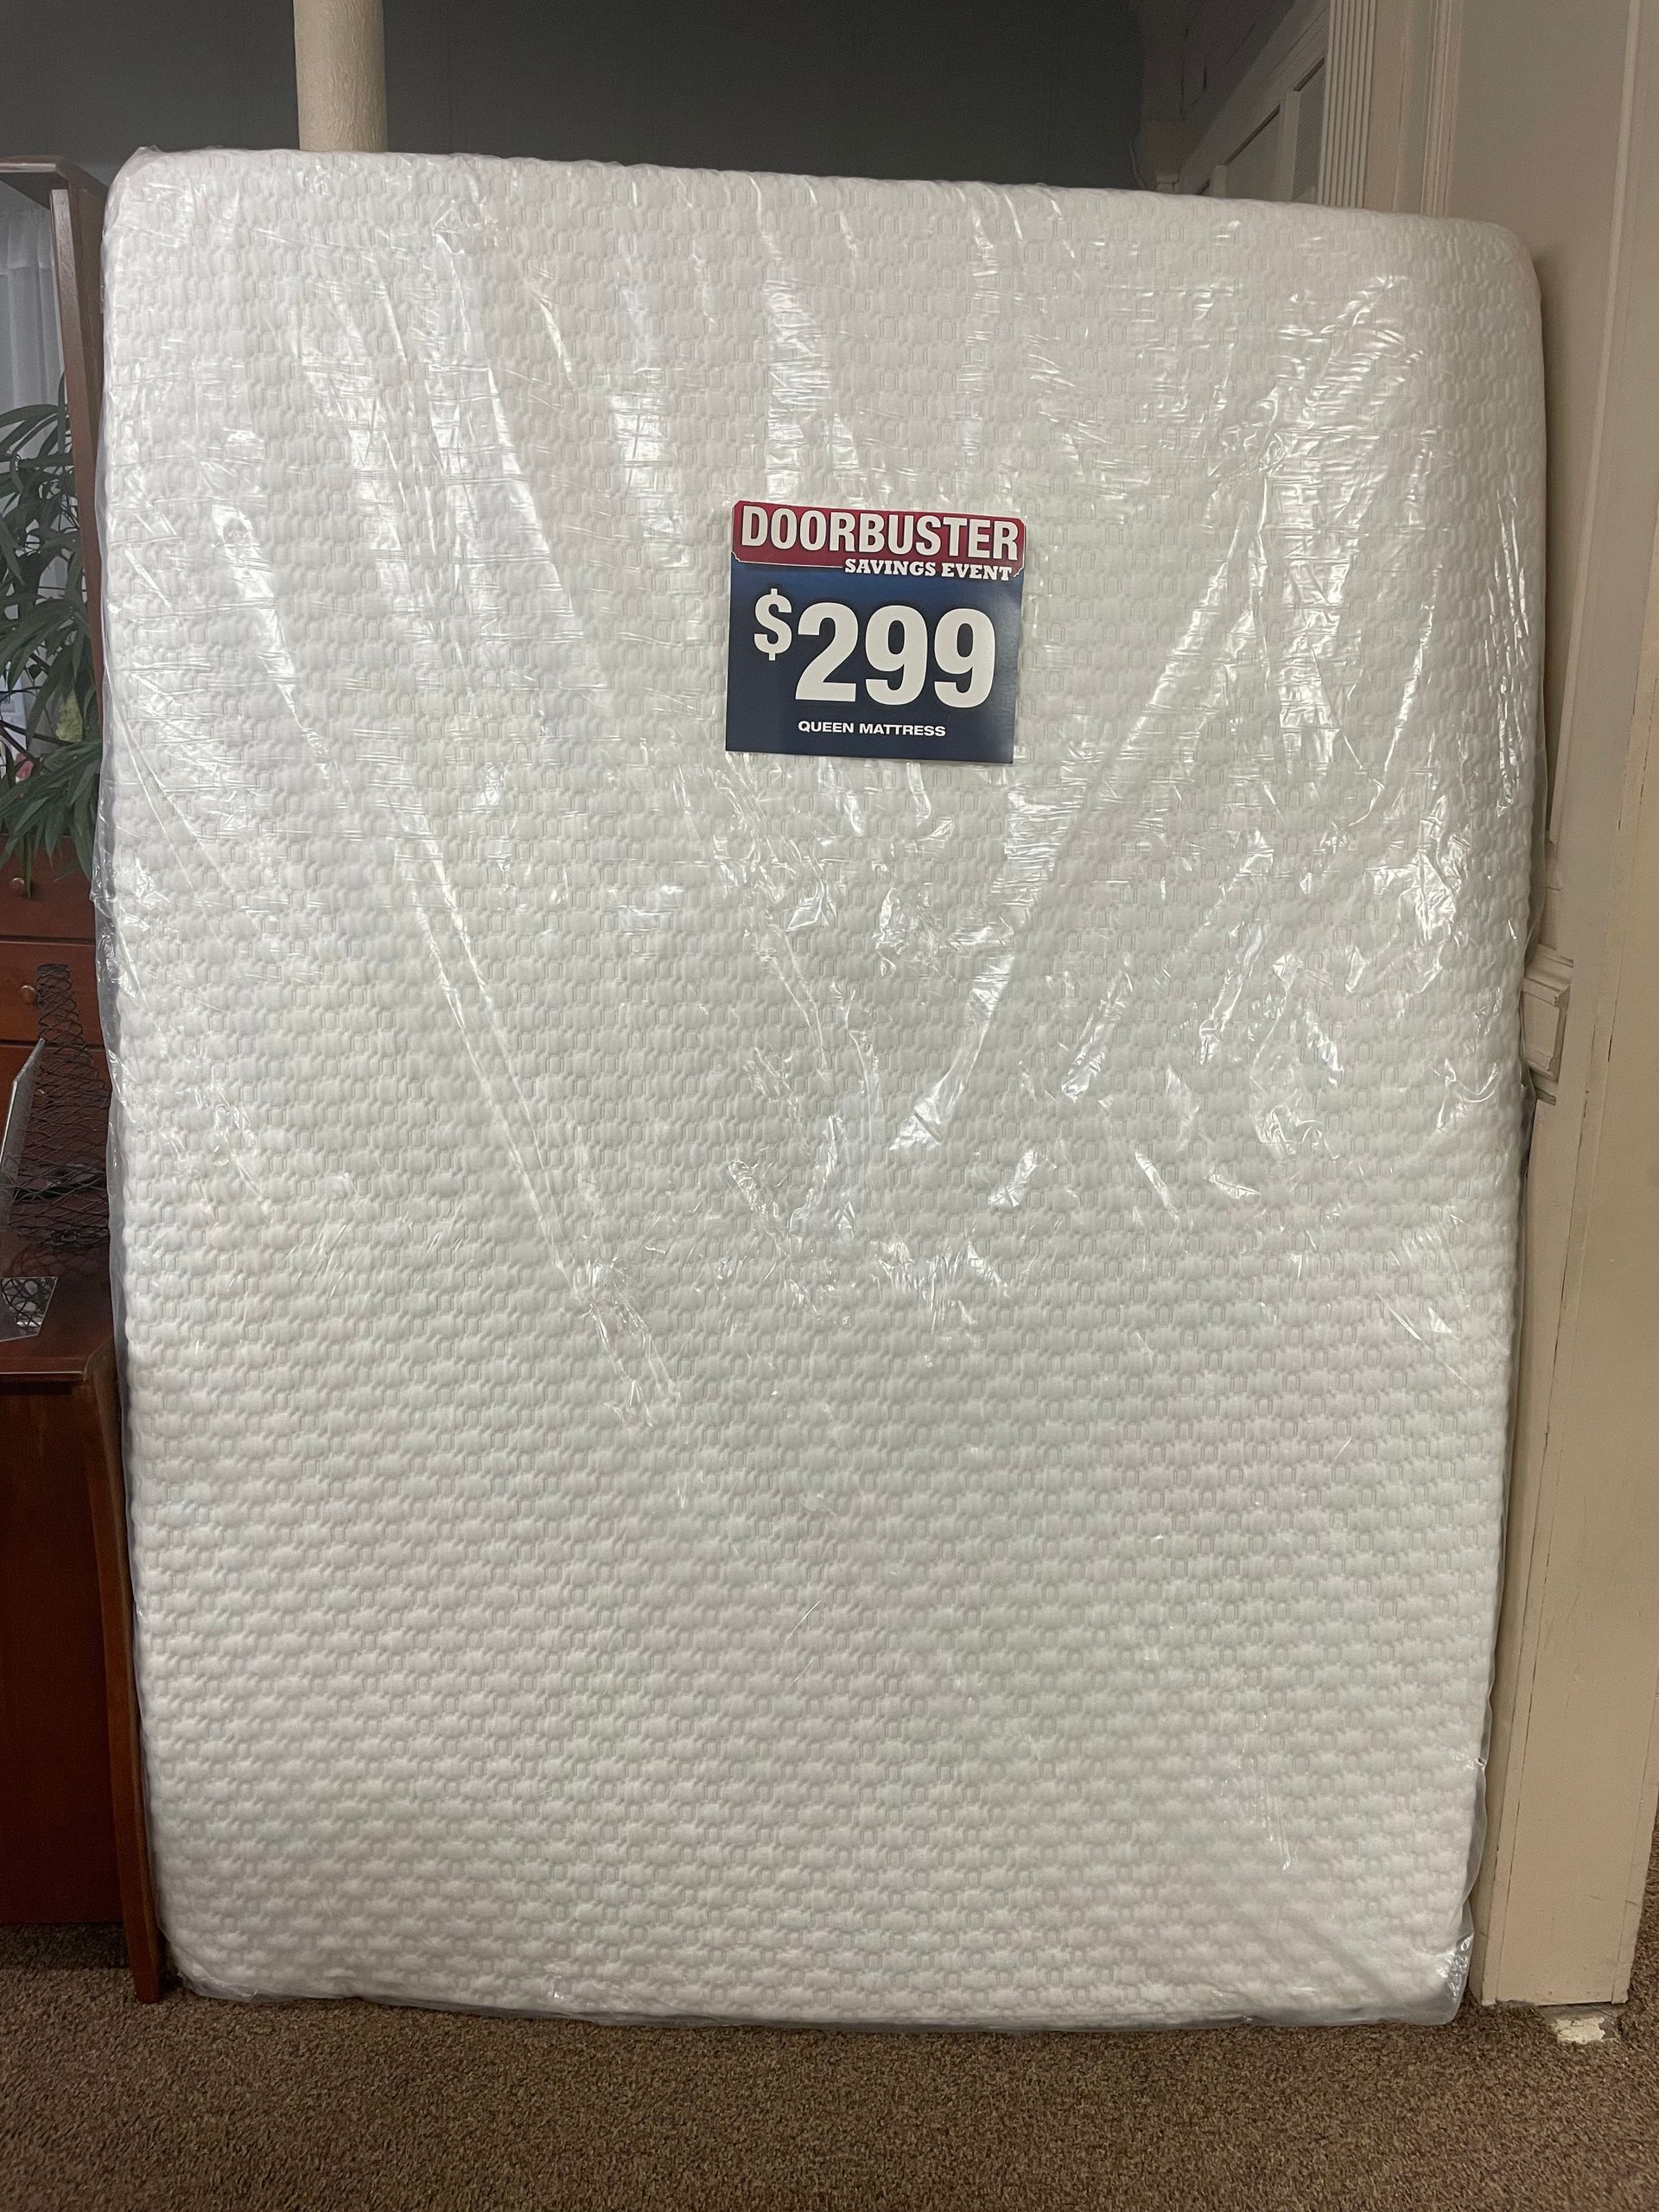 DOORBUSTER
SAVINGS EVENT
$299
QUEEN MATTRESS